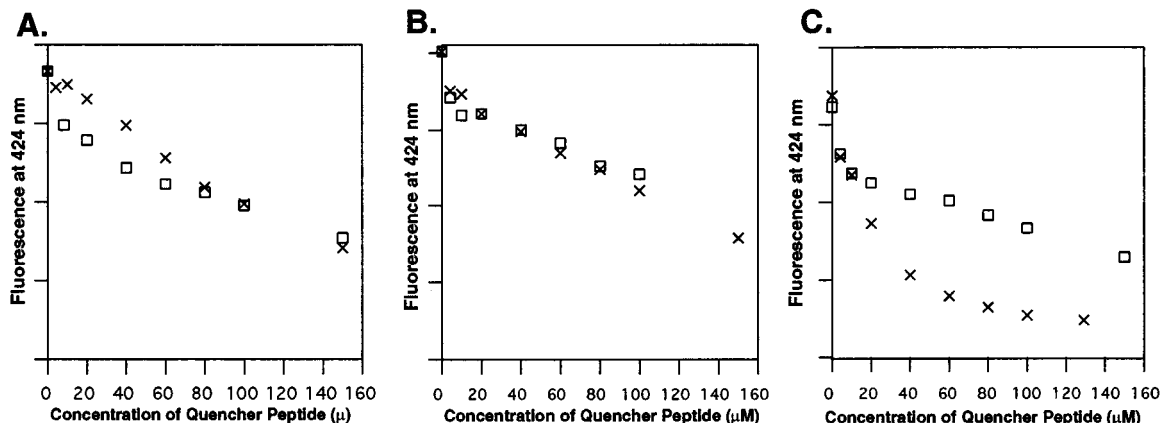 A.
Fluorescence at 424 nm
0 20 40 60 80 100 120 140 160
Concentration of Quencher Peptide (μ)
B.
Fluorescence at 424 nm
0 20 40 60 80 100 120 140 160
Concentration of Quencher Peptide (μM)
C.
Fluorescence at 424 nm
0 20 40 60 80 100 120 140 160
Concentration of Quencher Peptide (μM)